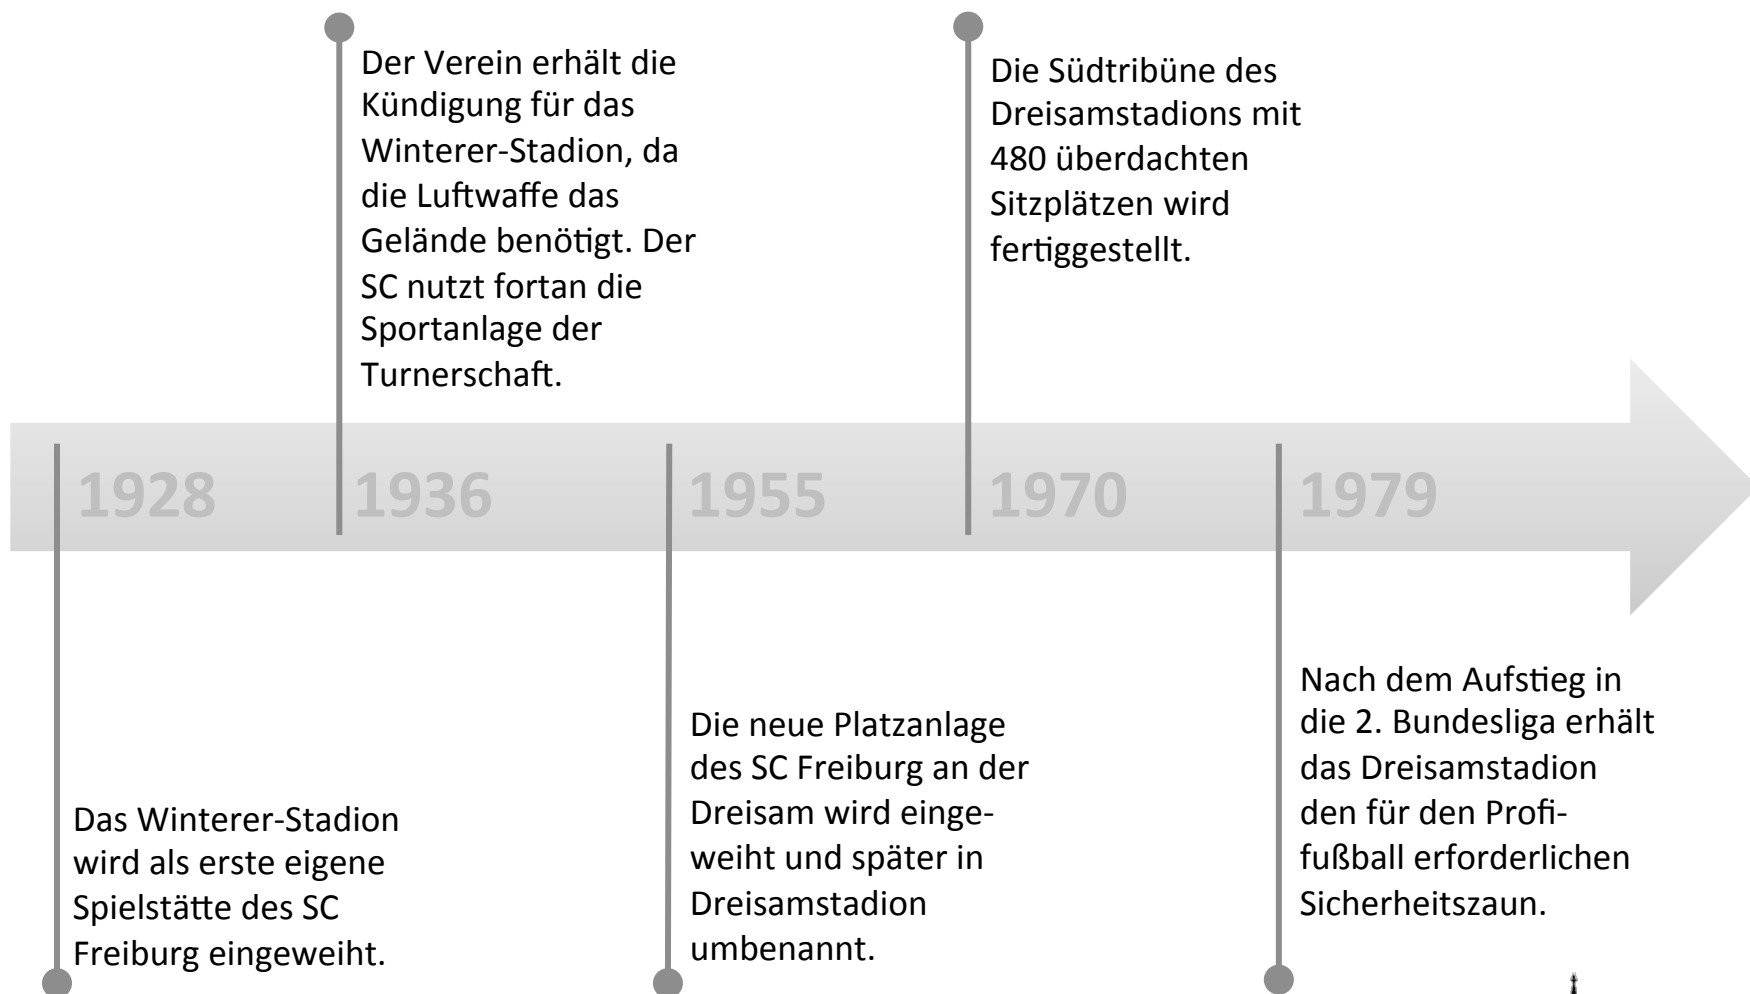 Der Verein erhält die
Kündigung für das
Winterer-Stadion, da
die Luftwaffe das
Gelände benötigt. Der
SC nutzt fortan die
Sportanlage der
Turnerschaft.
Die Südtribüne des
Dreisamstadions mit
480 überdachten
Sitzplätzen wird
fertiggestellt.
1928
1936
1955
1970
1979
Das Winterer-Stadion
wird als erste eigene
Spielstätte des SC
Freiburg eingeweiht.
Die neue Platzanlage
des SC Freiburg an der
Dreisam wird einge-
weiht und später in
Dreisamstadion
umbenannt.
Nach dem Aufstieg in
die 2. Bundesliga erhält
das Dreisamstadion
den für den Profi-
fußball erforderlichen
Sicherheitszaun.